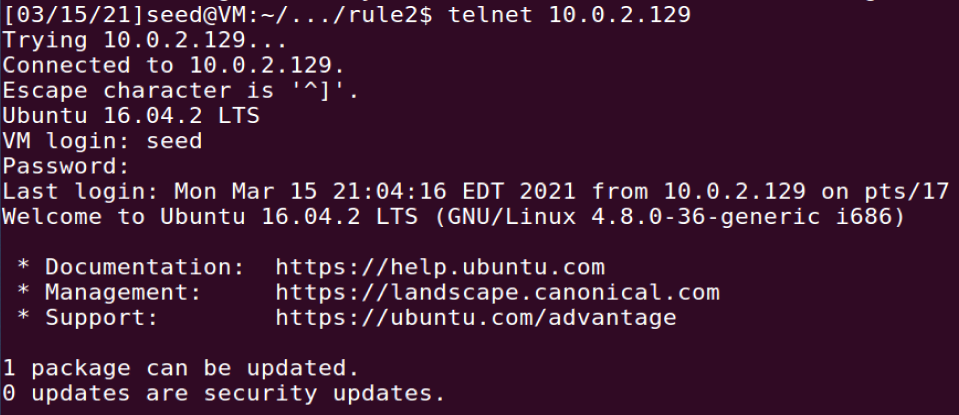 [03/15/21]seed@VM:~/.../rule2$ telnet 10.0.2.129
Trying 10.0.2.129...
Connected to 10.0.2.129.
Escape character is '^]'.
Ubuntu 16.04.2 LTS
VM login: seed
Password:
Last login: Mon Mar 15 21:04:16 EDT 2021 from 10.0.2.129 on pts/17
Welcome to Ubuntu 16.04.2 LTS (GNU/Linux 4.8.0-36-generic i686)

 * Documentation:  https://help.ubuntu.com
 * Management:     https://landscape.canonical.com
 * Support:        https://ubuntu.com/advantage

1 package can be updated.
0 updates are security updates.